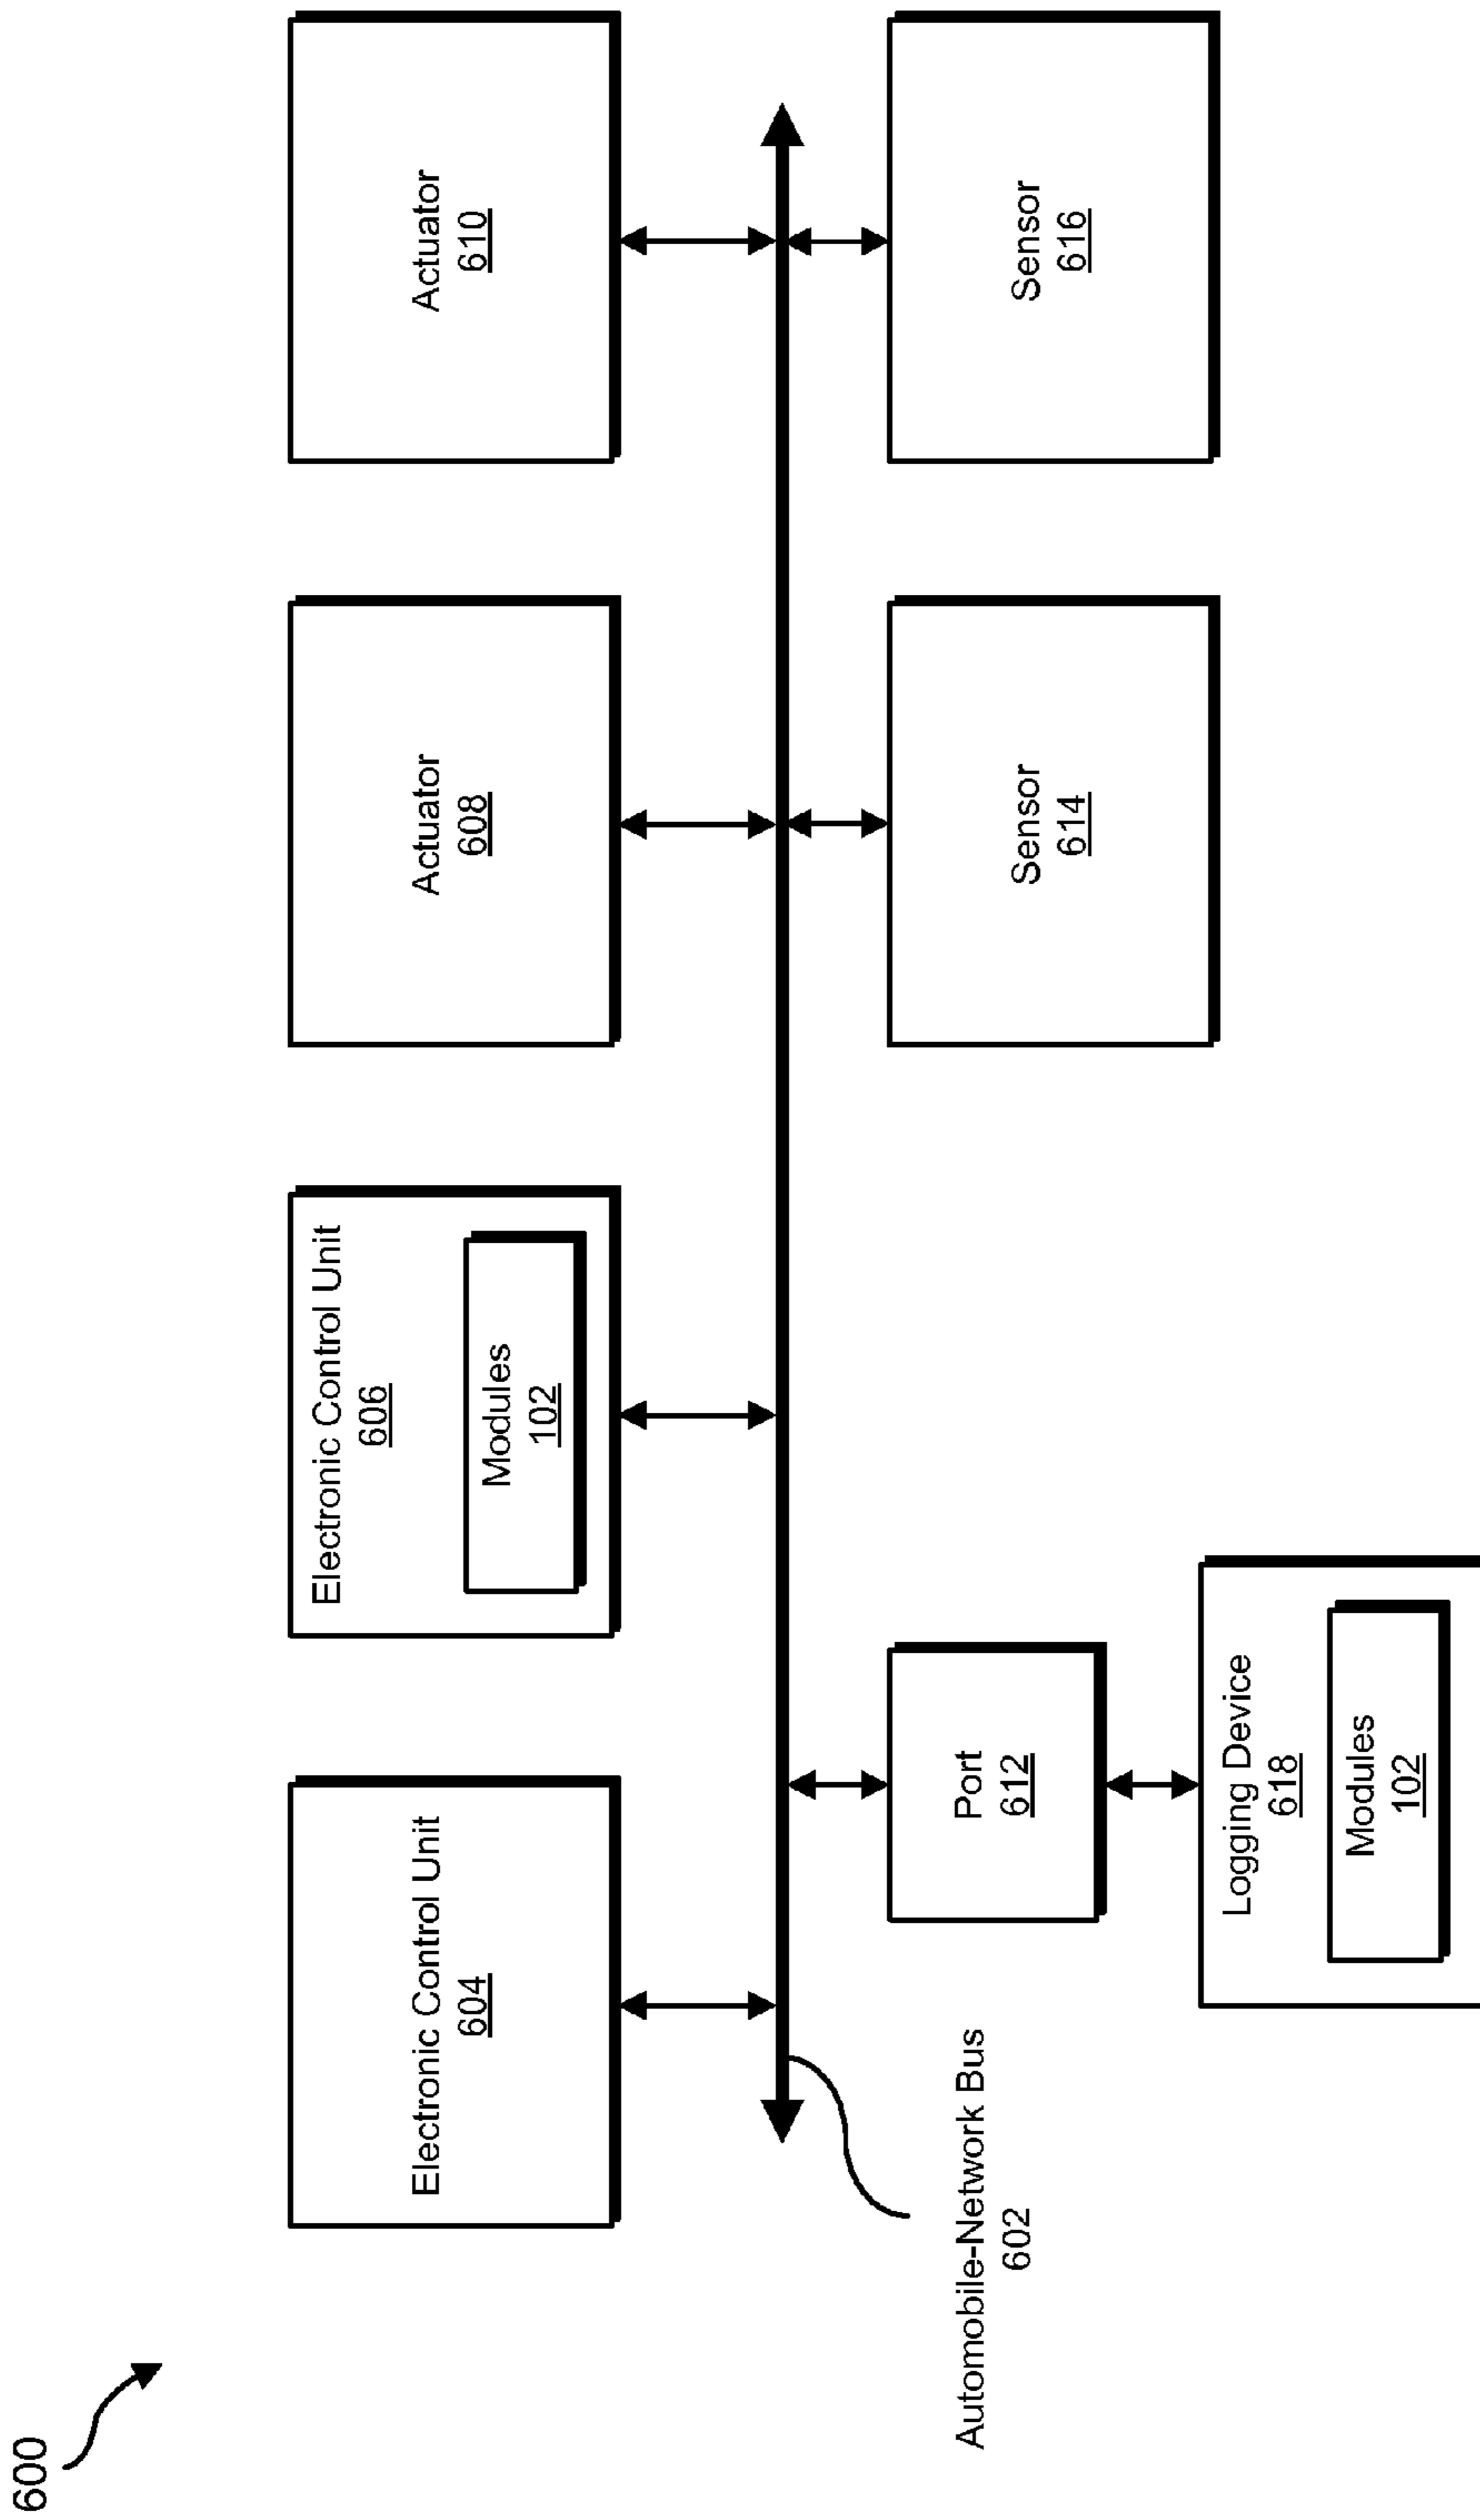 600
Electronic Control Unit
604
Electronic Control Unit
606
Modules
102
Actuator
608
Actuator
610
Automobile-Network Bus
602
Port
612
Sensor
614
Sensor
616
Logging Device
618
Modules
102